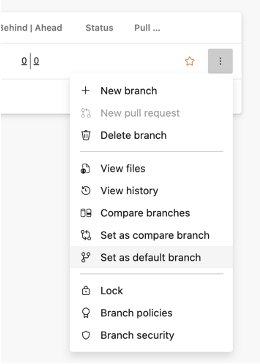 Behind | Ahead Status Pull ...
0 | 0
New branch
New pull request
Delete branch
View files
View history
Compare branches
Set as compare branch
Set as default branch
Lock
Branch policies
Branch security